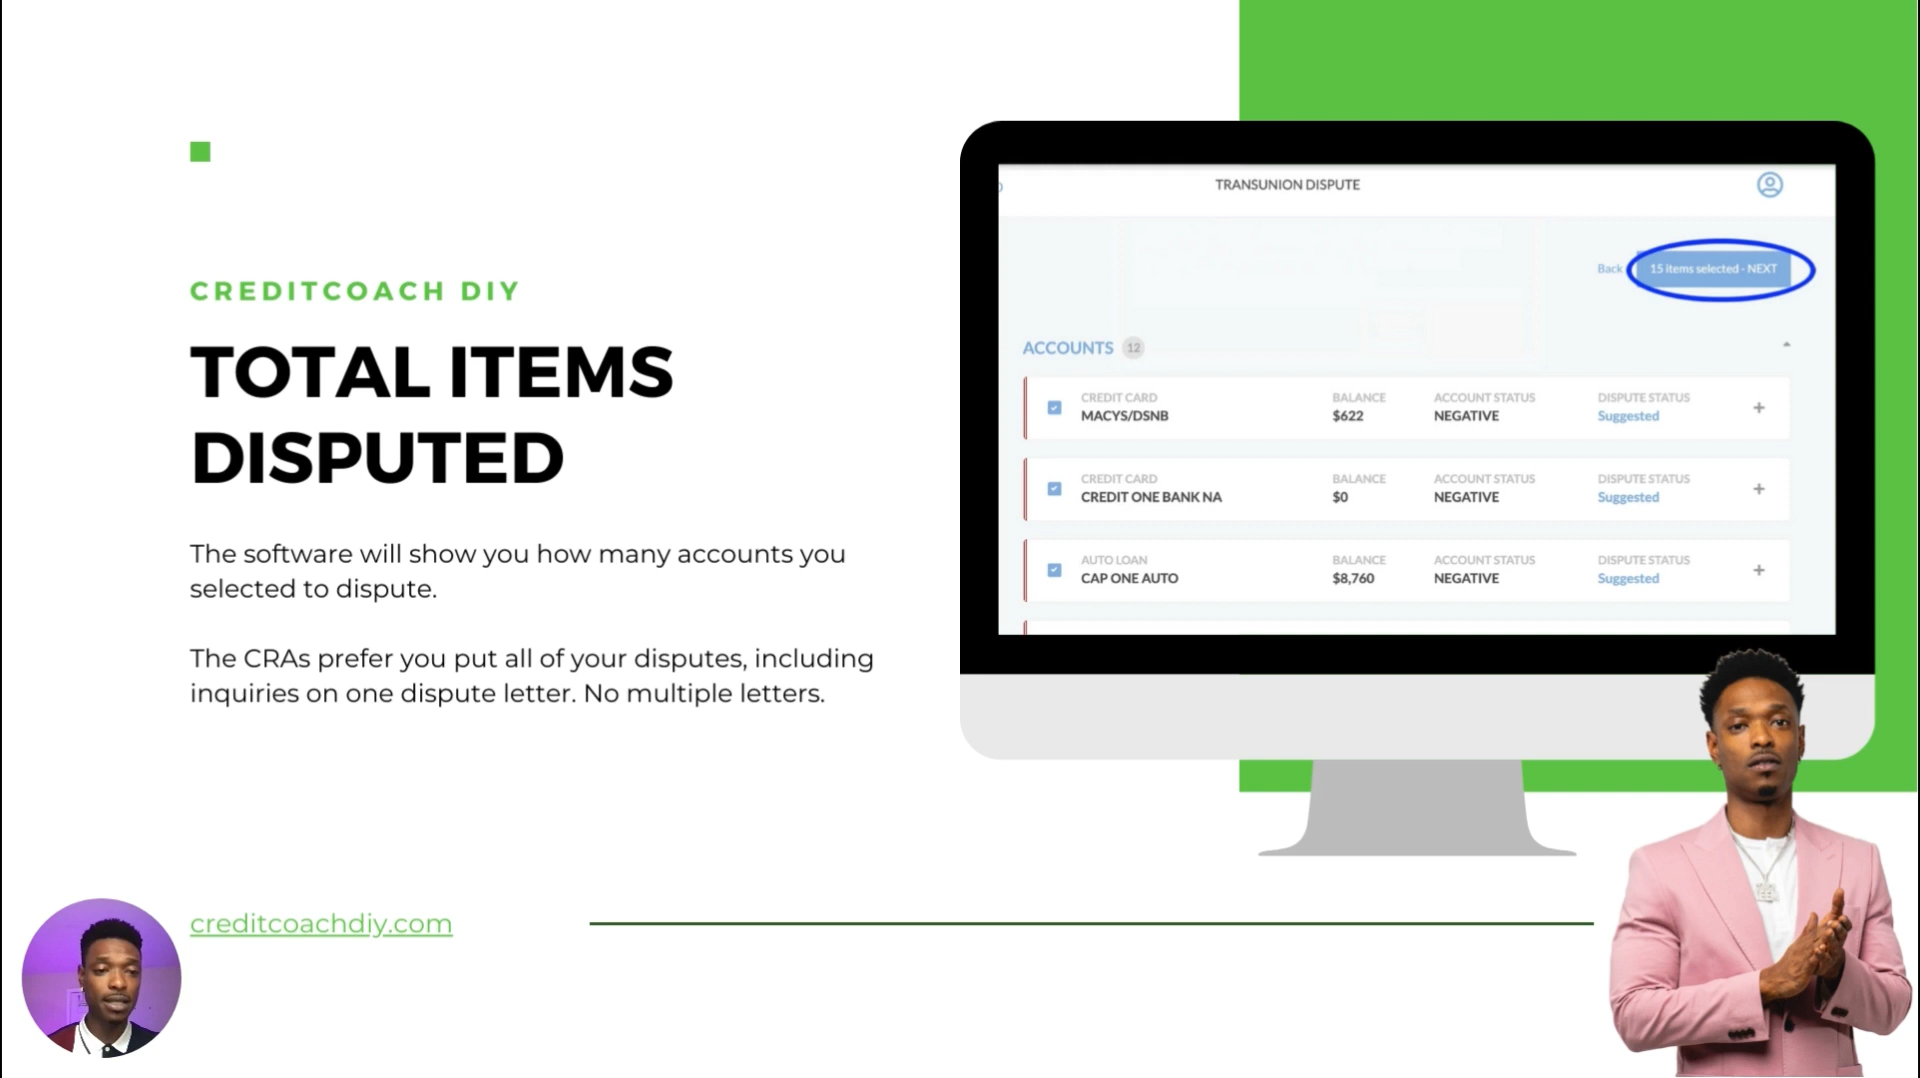 CREDITCOACH DIY
TOTAL ITEMS
DISPUTED
The software will show you how many accounts you
selected to dispute.
The CRAs prefer you put all of your disputes, including
inquiries on one dispute letter. No multiple letters.
creditcoachdiy.com
TRANSUNION DISPUTE
Back 15 items selected - NEXT
ACCOUNTS 12
CREDIT CARD BALANCE ACCOUNT STATUS DISPUTE STATUS
MACYS/DSNB $622 NEGATIVE Suggested +
CREDIT CARD BALANCE ACCOUNT STATUS DISPUTE STATUS
CREDIT ONE BANK NA $0 NEGATIVE Suggested +
AUTO LOAN BALANCE ACCOUNT STATUS DISPUTE STATUS
CAP ONE AUTO $8,760 NEGATIVE Suggested +